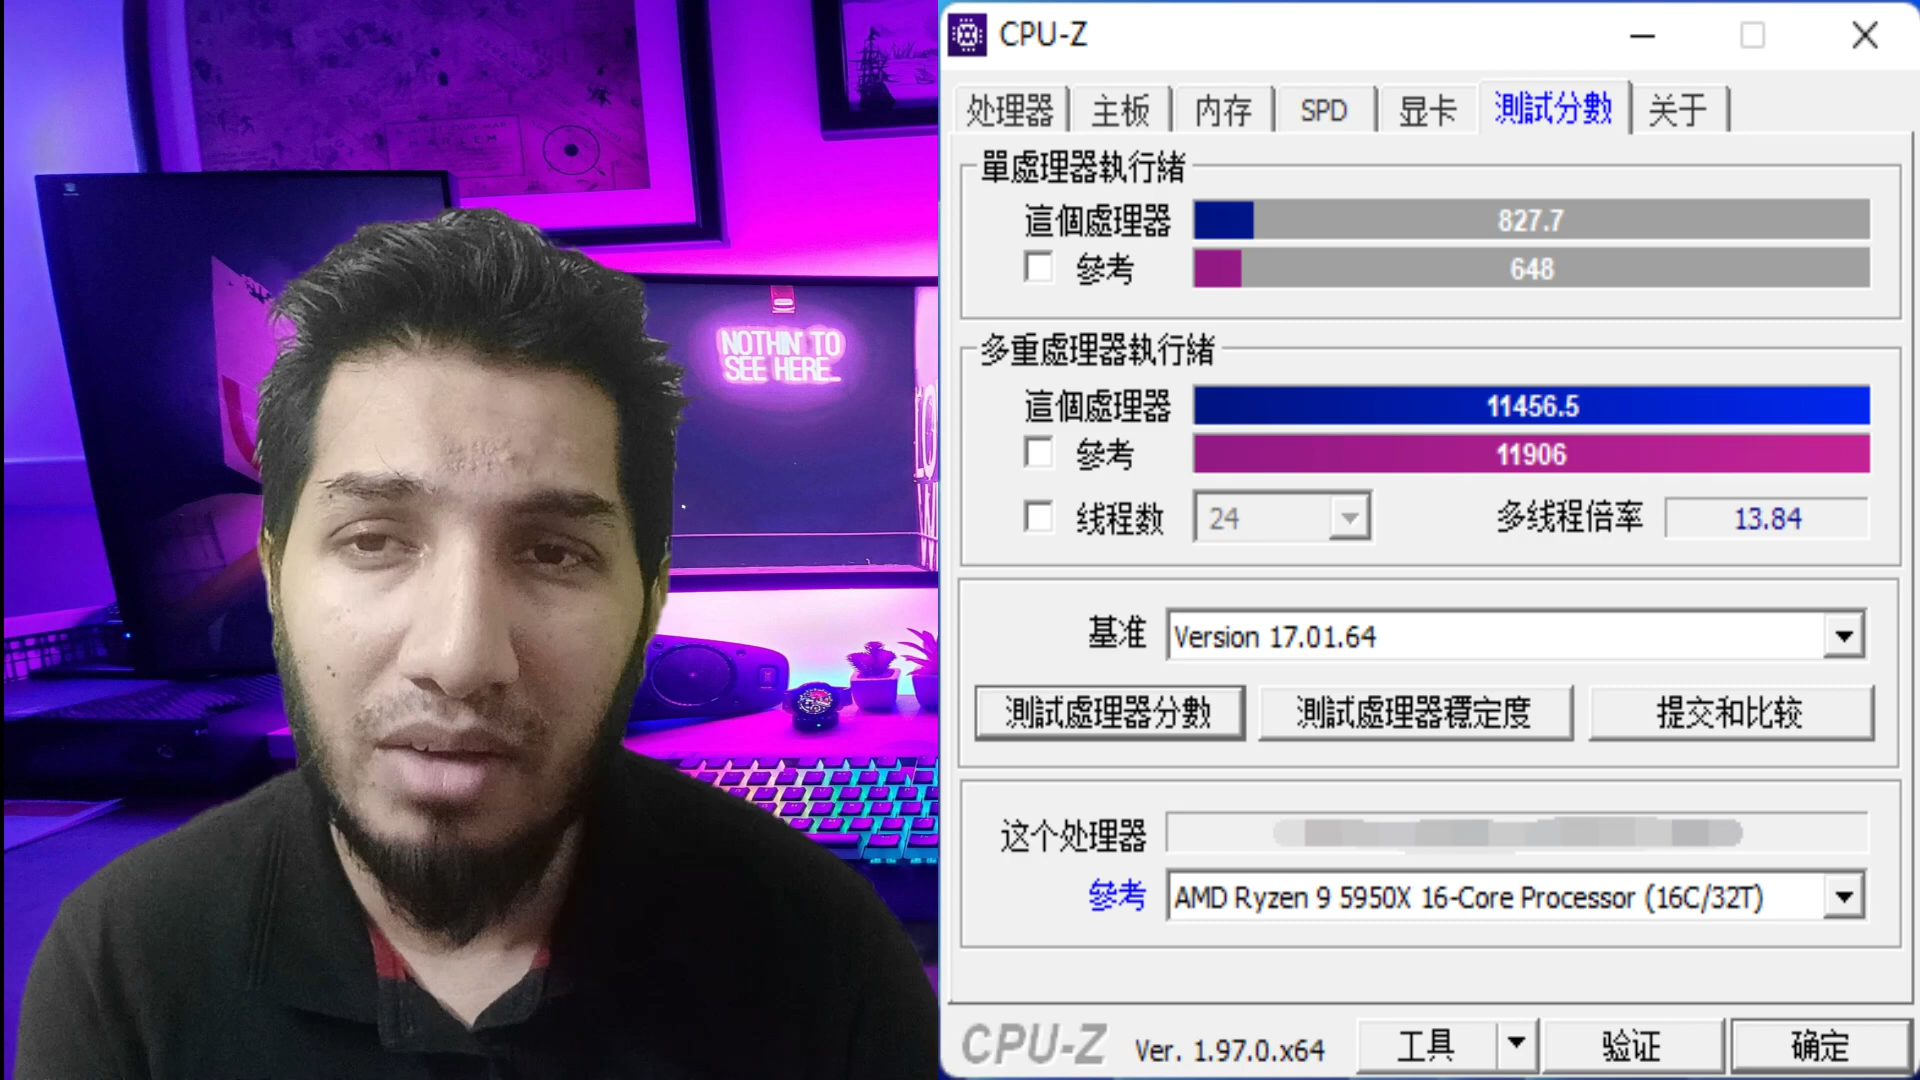 NOTHIN' TO
SEE HERE_
CPU-Z
处理器 主板 内存 SPD 显卡 測試分數 关于
單處理器執行緒
這個處理器 827.7
參考 648
多重處理器執行緒
這個處理器 11456.5
參考 11906
线程数 24 多线程倍率 13.84
基准 Version 17.01.64
測試處理器分數 測試處理器穩定度 提交和比较
这个处理器
參考 AMD Ryzen 9 5950X 16-Core Processor (16C/32T)
CPU-Z Ver. 1.97.0.x64 工具 验证 确定